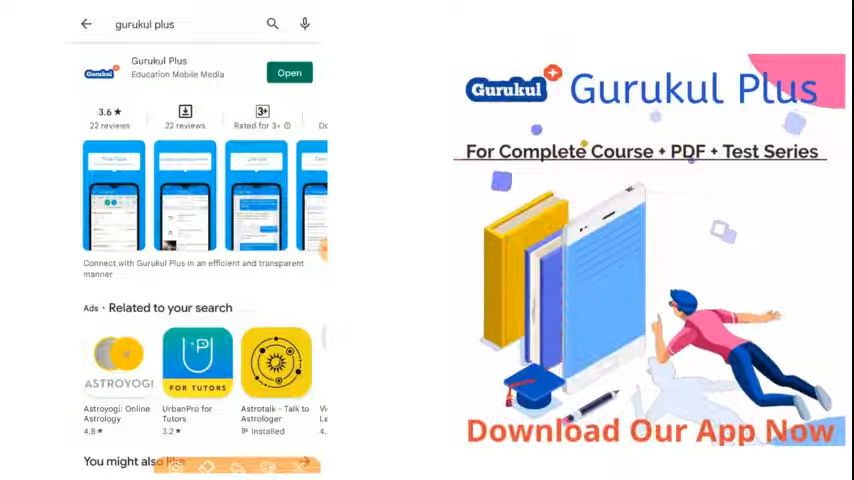 gurukul plus
Gurukul Plus
Education Mobile Media
Gurukul
Open
3.6 ★
3+
22 reviews
22 reviews
Rated for 3+
Connect with Gurukul Plus in an efficient and transparent
manner
Ads • Related to your search
ASTROYOGI
UP
FOR TUTORS
Astroyogi: Online
Astrology
4.8★
UrbanPro for
Tutors
3.2★
Astrotalk - Talk to
Astrologer
Installed
4.
You might also like
Gurukul
Gurukul Plus
For Complete Course + PDF + Test Series
Download Our App Now